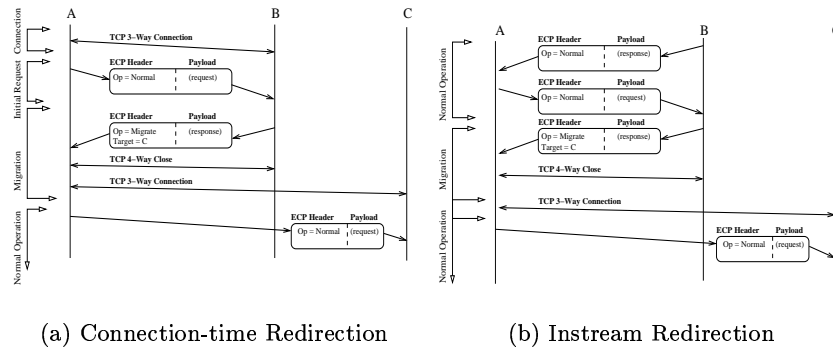 A B C
Connection
TCP 3-Way Connection
Initial Request
ECP Header Payload
Op = Normal (request)
Migration
ECP Header Payload
Op = Migrate (response)
Target = C
TCP 4-Way Close
TCP 3-Way Connection
Normal Operation
ECP Header Payload
Op = Normal (request)
(a) Connection-time Redirection
A B
Normal Operation
ECP Header Payload
Op = Normal (response)
ECP Header Payload
Op = Normal (request)
Migration
ECP Header Payload
Op = Migrate (response)
Target = C
TCP 4-Way Close
TCP 3-Way Connection
Normal Operation
ECP Header Payload
Op = Normal (request)
(b) Instream Redirection